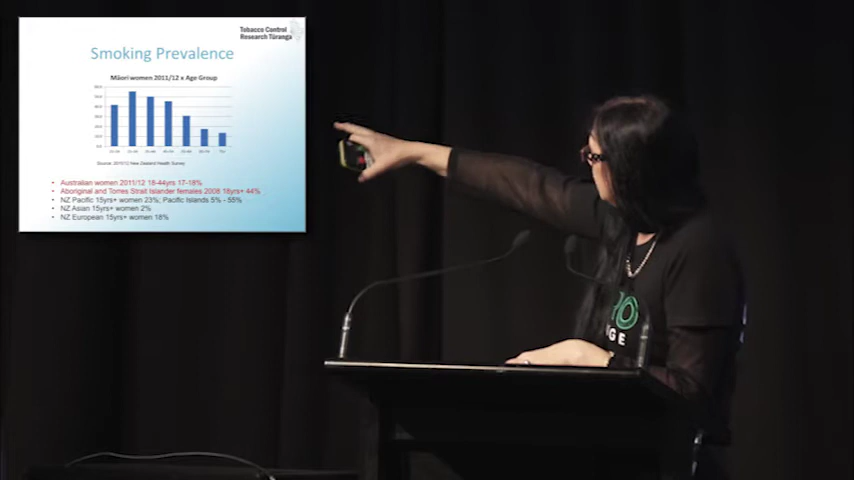 Tobacco Control
Research Tūranga
Smoking Prevalence
Māori women 2011/12 x Age Group
Source: 2011/12 New Zealand Health Survey
• Australian women 2011/12 18-44yrs 17-18%
• Aboriginal and Torres Strait Islander females 2008 18yrs+ 44%
• NZ Pacific 15yrs+ women 23%; Pacific Islands 5% - 55%
• NZ Asian 15yrs+ women 2%
• NZ European 15yrs+ women 18%